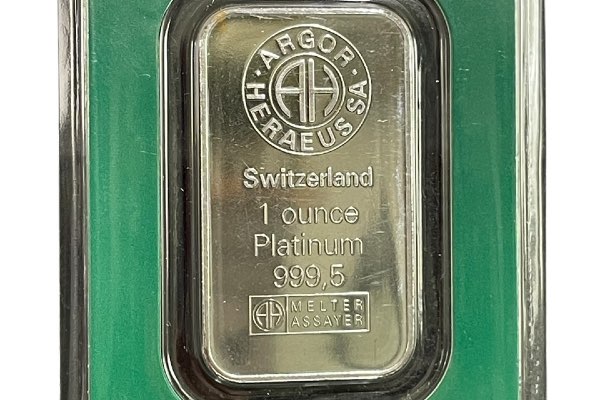 ·ARGOR·
HERAEUS SA
AH
Switzerland
1 ounce
Platinum
999,5
AH MELTER
ASSAYER